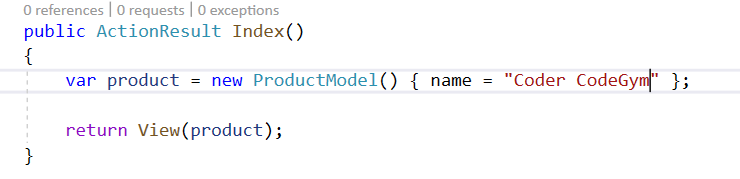 0 references | 0 requests | 0 exceptions
public ActionResult Index()
{
    var product = new ProductModel() { name = "Coder CodeGym" };
    return View(product);
}